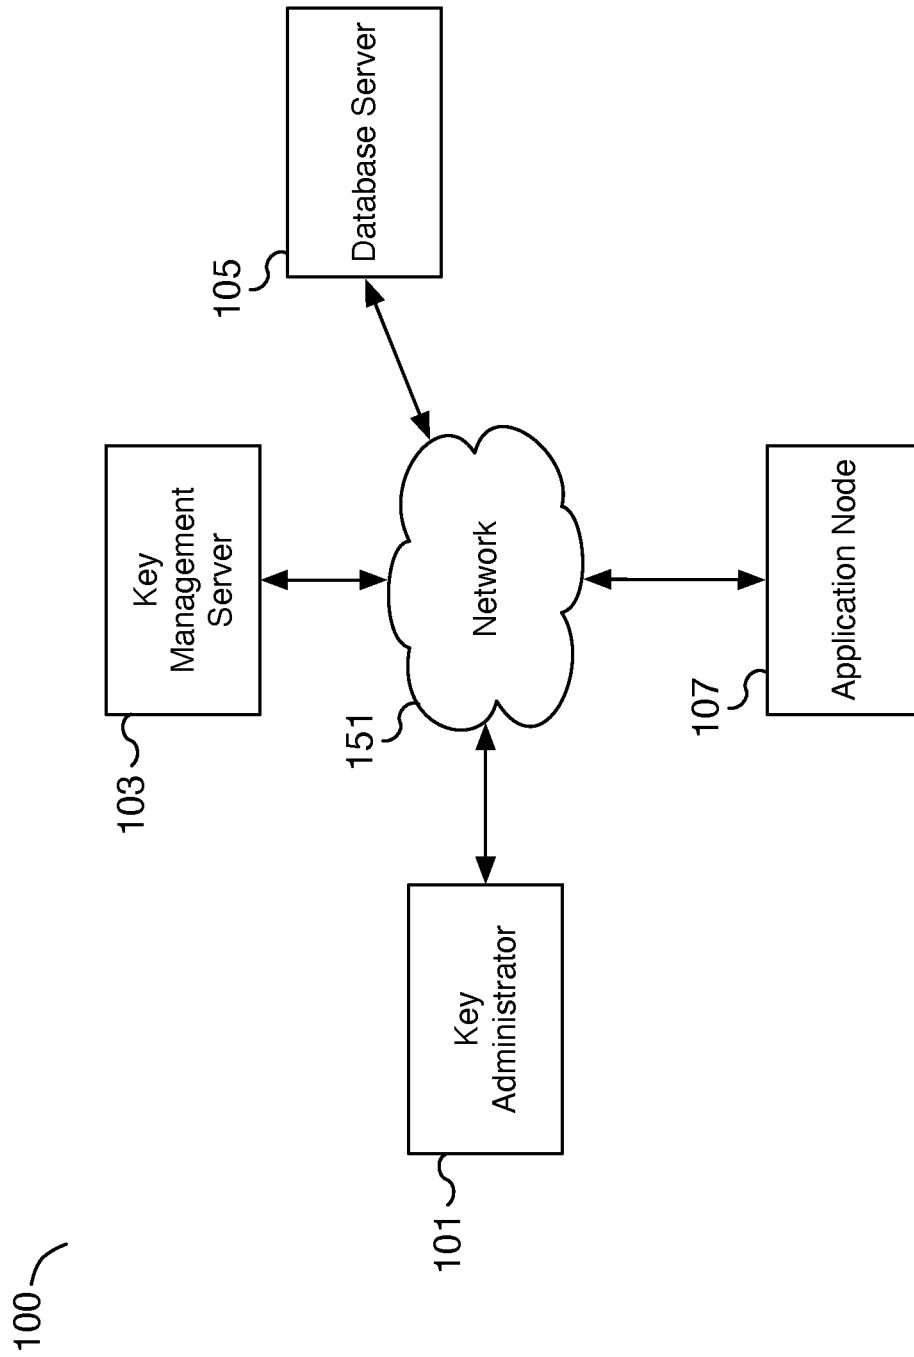 100
101
Key
Administrator
103
Key
Management
Server
151
Network
105
Database Server
107
Application Node